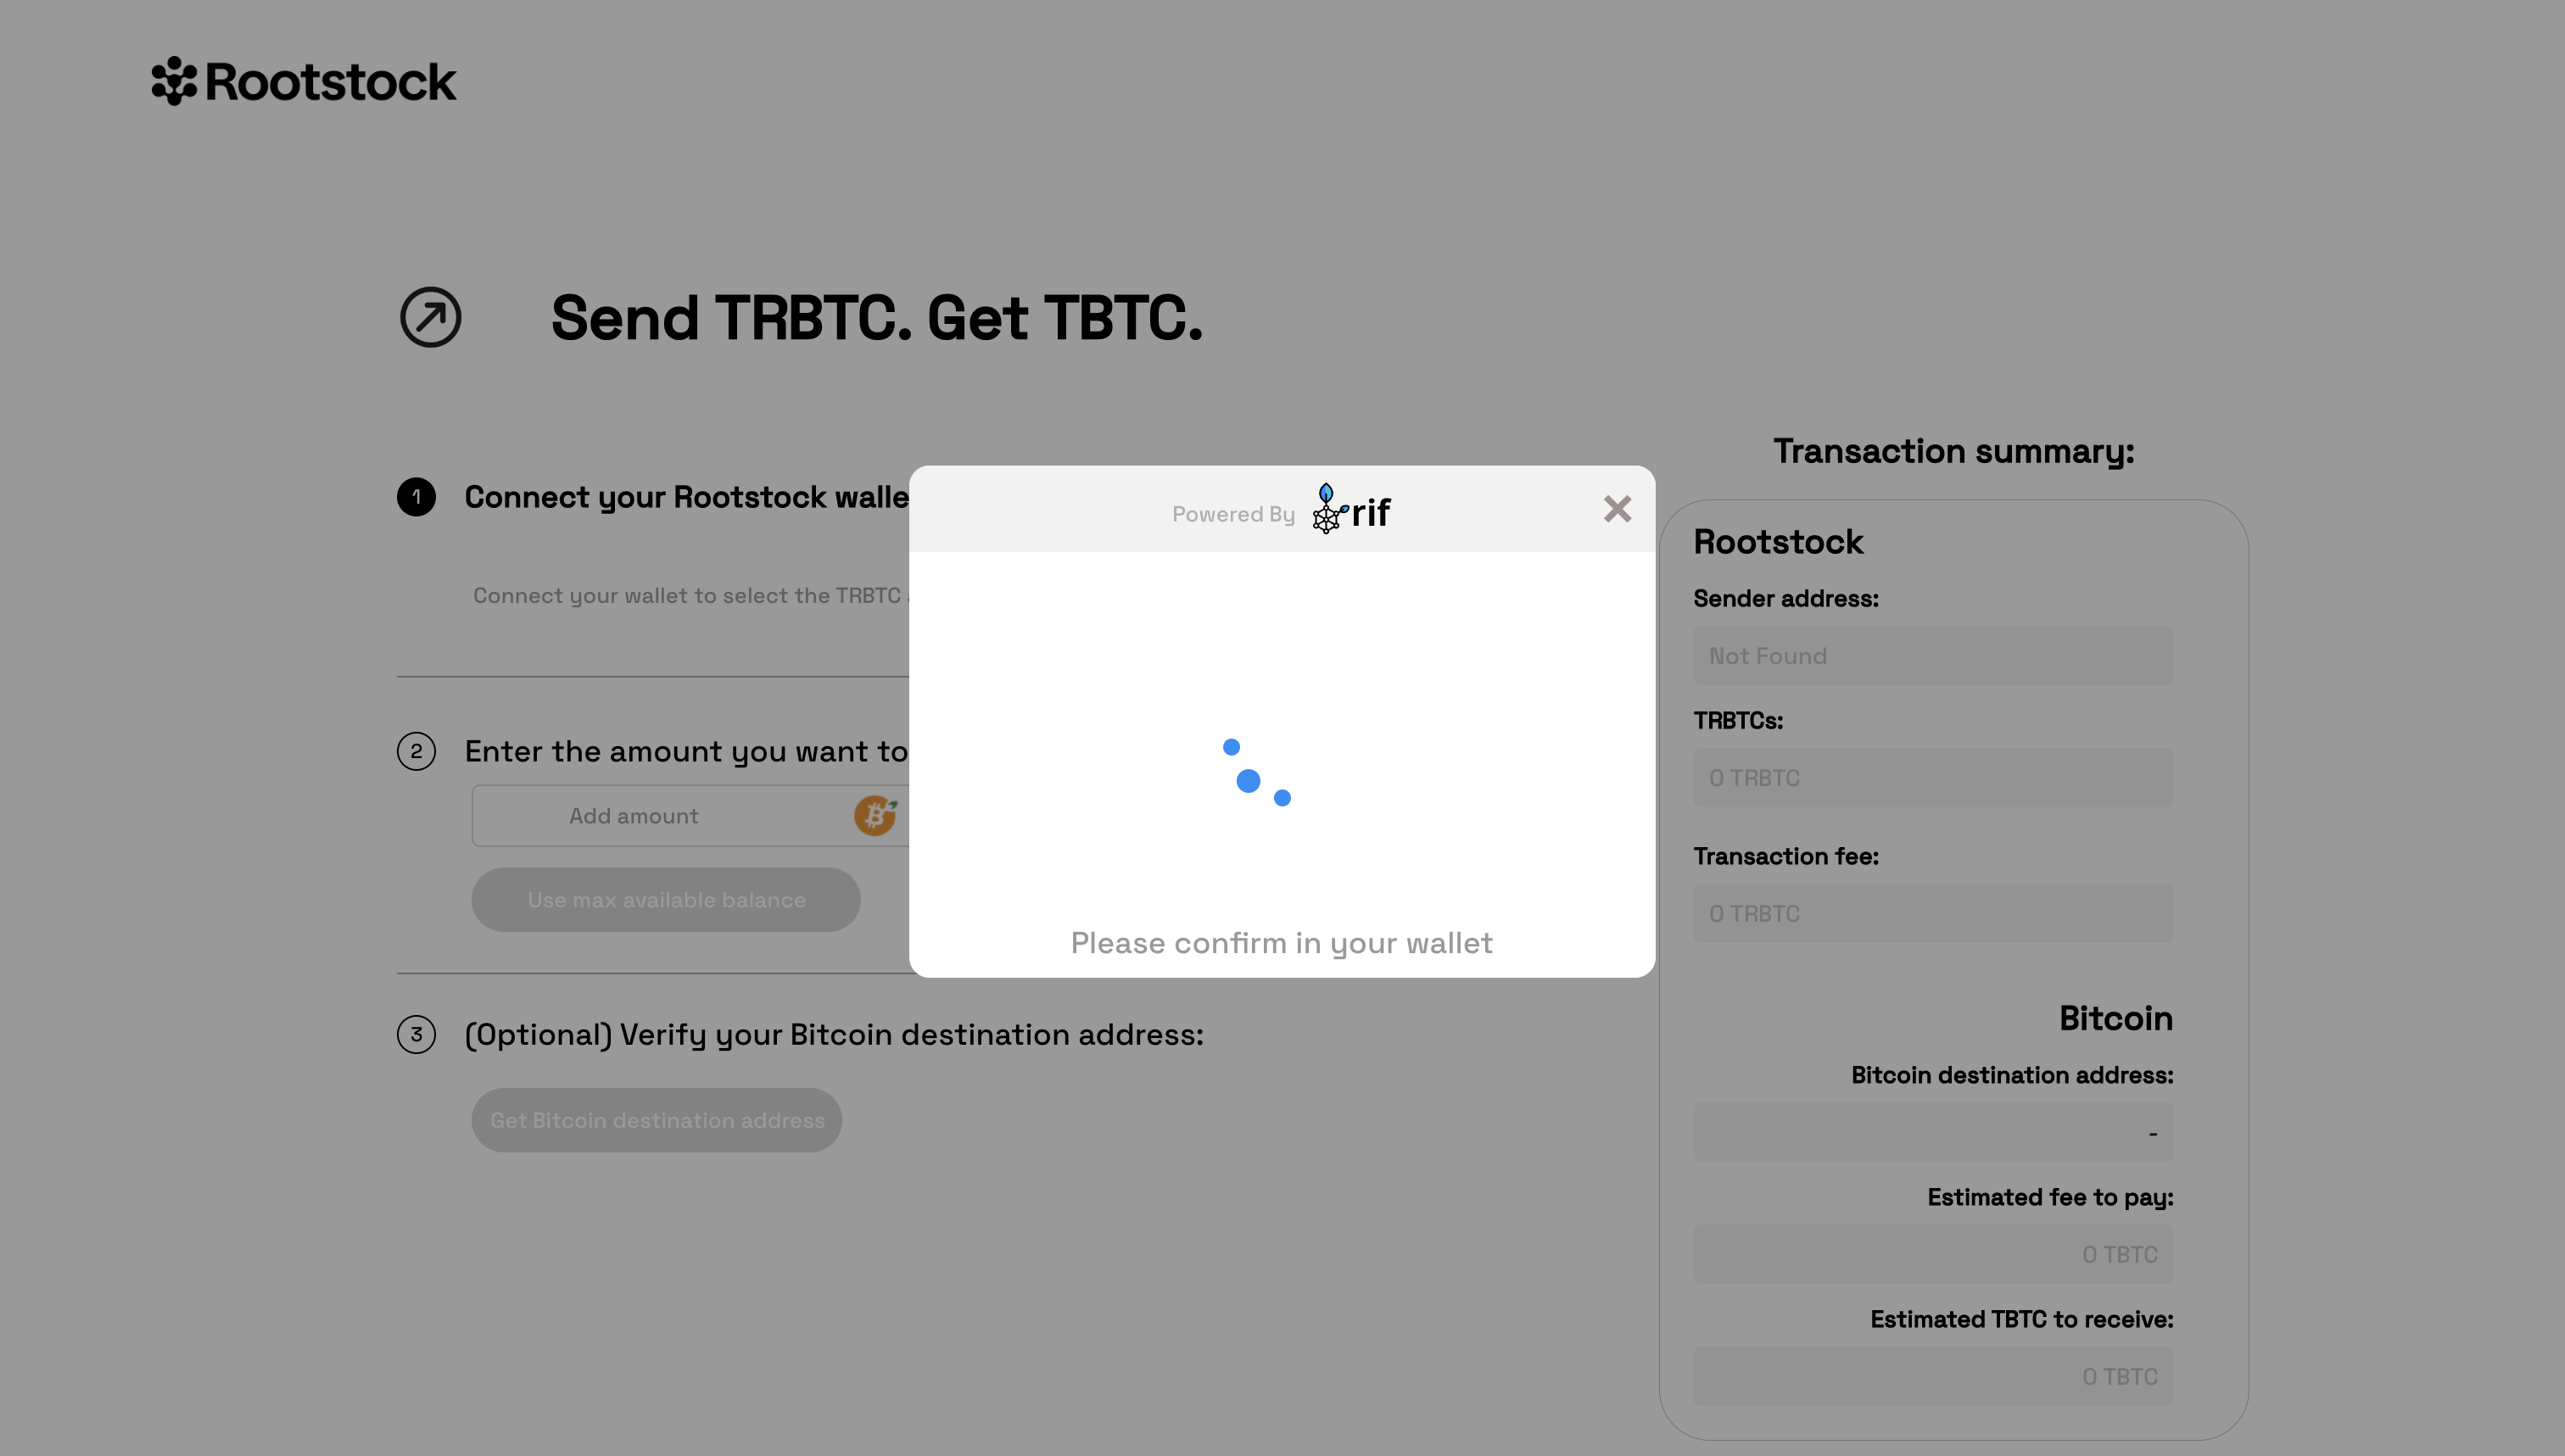 Rootstock
Send TRBTC. Get TBTC.
1 Connect your Rootstock walle
Connect your wallet to select the TRBTC
2 Enter the amount you want to
Add amount
Use max available balance
3 (Optional) Verify your Bitcoin destination address:
Get Bitcoin destination address
Powered By rif
Please confirm in your wallet
Transaction summary:
Rootstock
Sender address:
Not Found
TRBTCs:
0 TRBTC
Transaction fee:
0 TRBTC
Bitcoin
Bitcoin destination address:
-
Estimated fee to pay:
0 TBTC
Estimated TBTC to receive:
0 TBTC